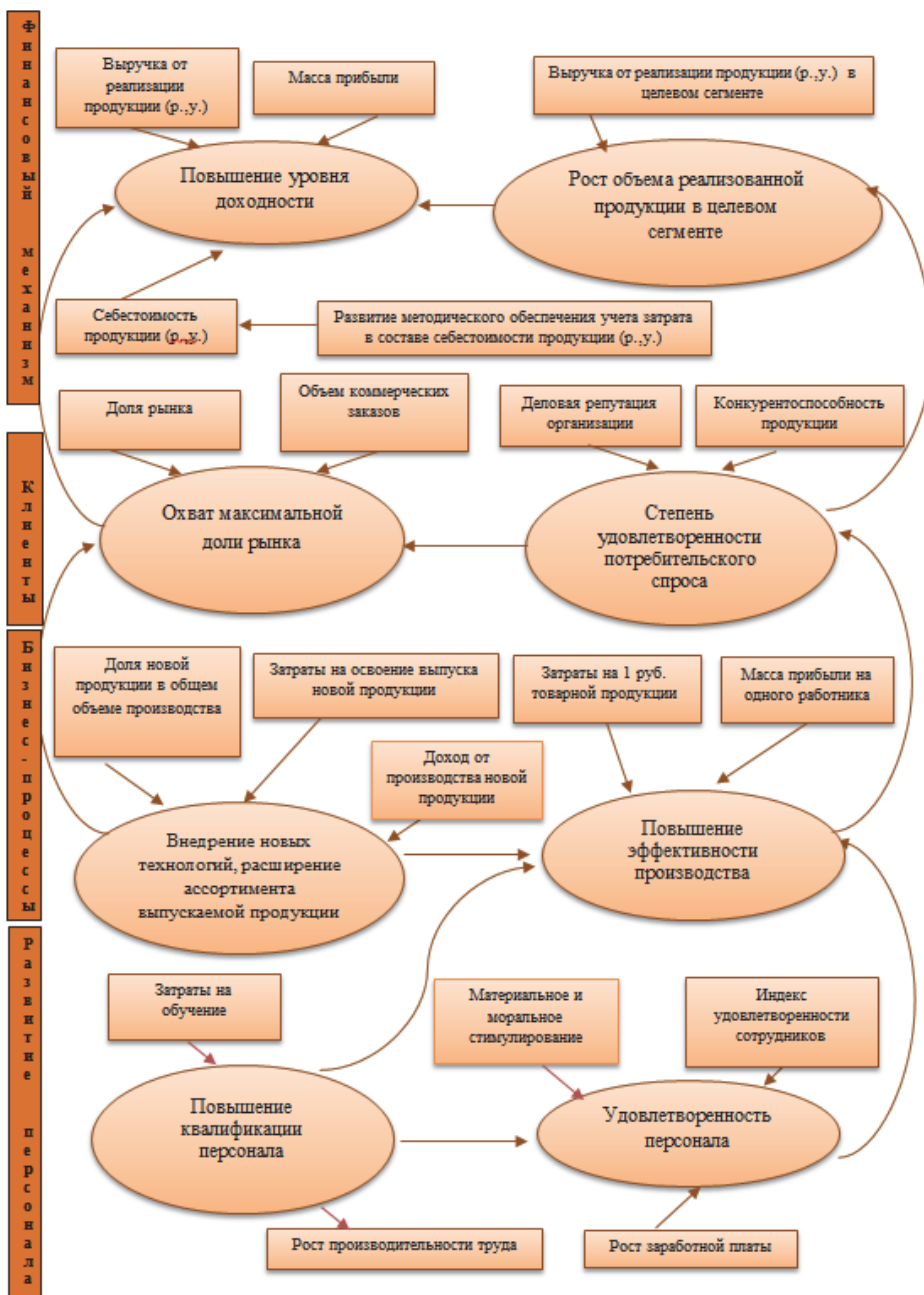 Финансовый механизм
Выручка от
реализации
продукции (р.,у.)
Масса прибыли
Выручка от реализации продукции (р.,у.) в
целевом сегменте
Повышение уровня
доходности
Рост объема реализованной
продукции в целевом
сегменте
Себестоимость
продукции (р.,у.)
Развитие методического обеспечения учета затрата
в составе себестоимости продукции (р.,у.)
Клиенты
Доля рынка
Объем коммерческих
заказов
Деловая репутация
организации
Конкурентоспособность
продукции
Охват максимальной
доли рынка
Степень
удовлетворенности
потребительского
спроса
Бизнес-процессы
Доля новой
продукции в общем
объеме производства
Затраты на освоение выпуска
новой продукции
Затраты на 1 руб.
товарной продукции
Масса прибыли на
одного работника
Доход от
производства новой
продукции
Внедрение новых
технологий, расширение
ассортимента
выпускаемой продукции
Повышение
эффективности
производства
Развитие персонала
Затраты на
обучение
Материальное и
моральное
стимулирование
Индекс
удовлетворенности
сотрудников
Повышение
квалификации
персонала
Удовлетворенность
персонала
Рост производительности труда
Рост заработной платы